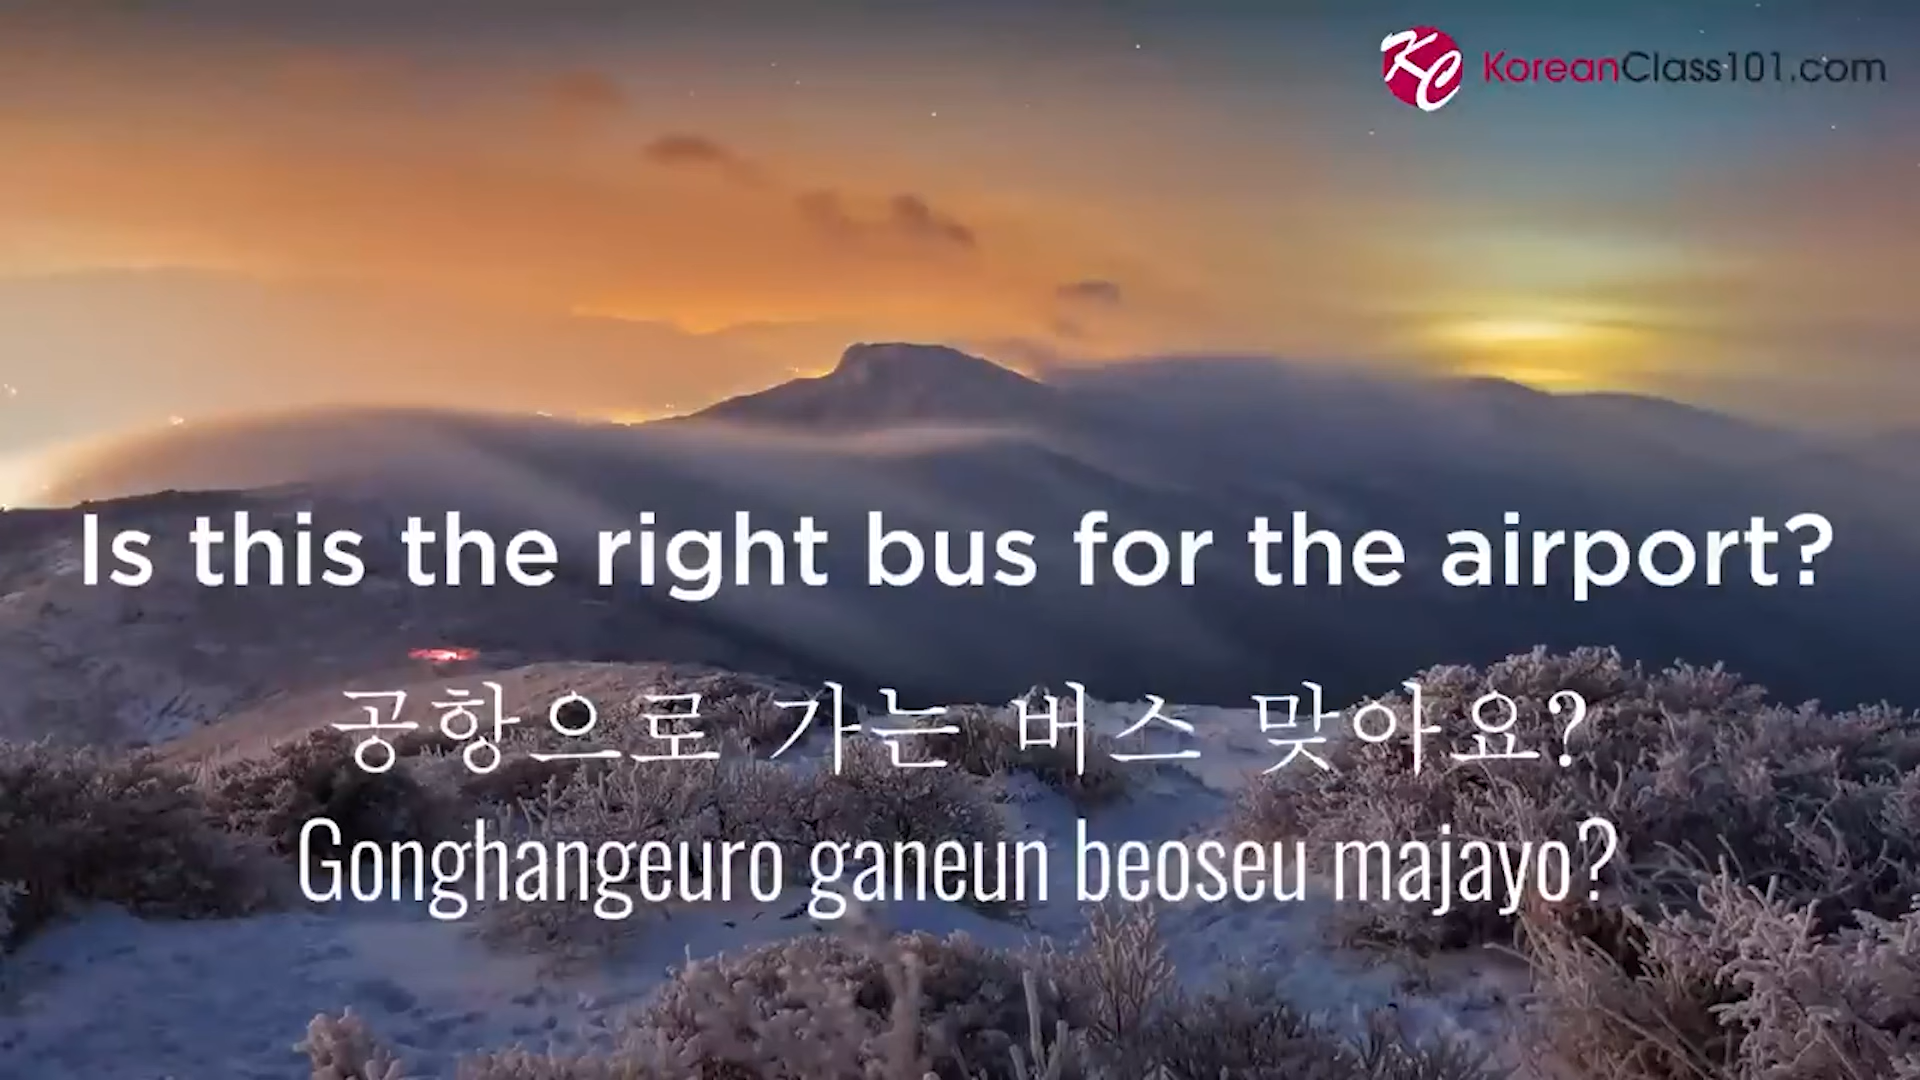 KC KoreanClass101.com
Is this the right bus for the airport?
공항으로 가는 버스 맞아요?
Gonghangeuro ganeun beoseu majayo?